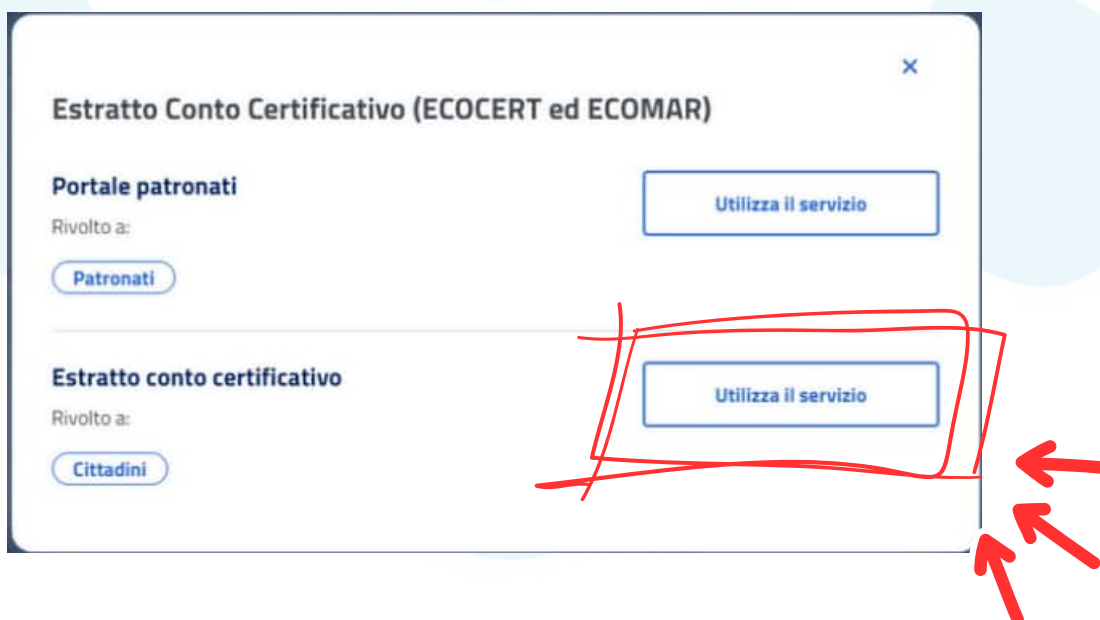 Estratto Conto Certificativo (ECOCERT ed ECOMAR)
Portale patronati
Utilizza il servizio
Rivolto a:
Patronati
Estratto conto certificativo
Utilizza il servizio
Rivolto a:
Cittadini